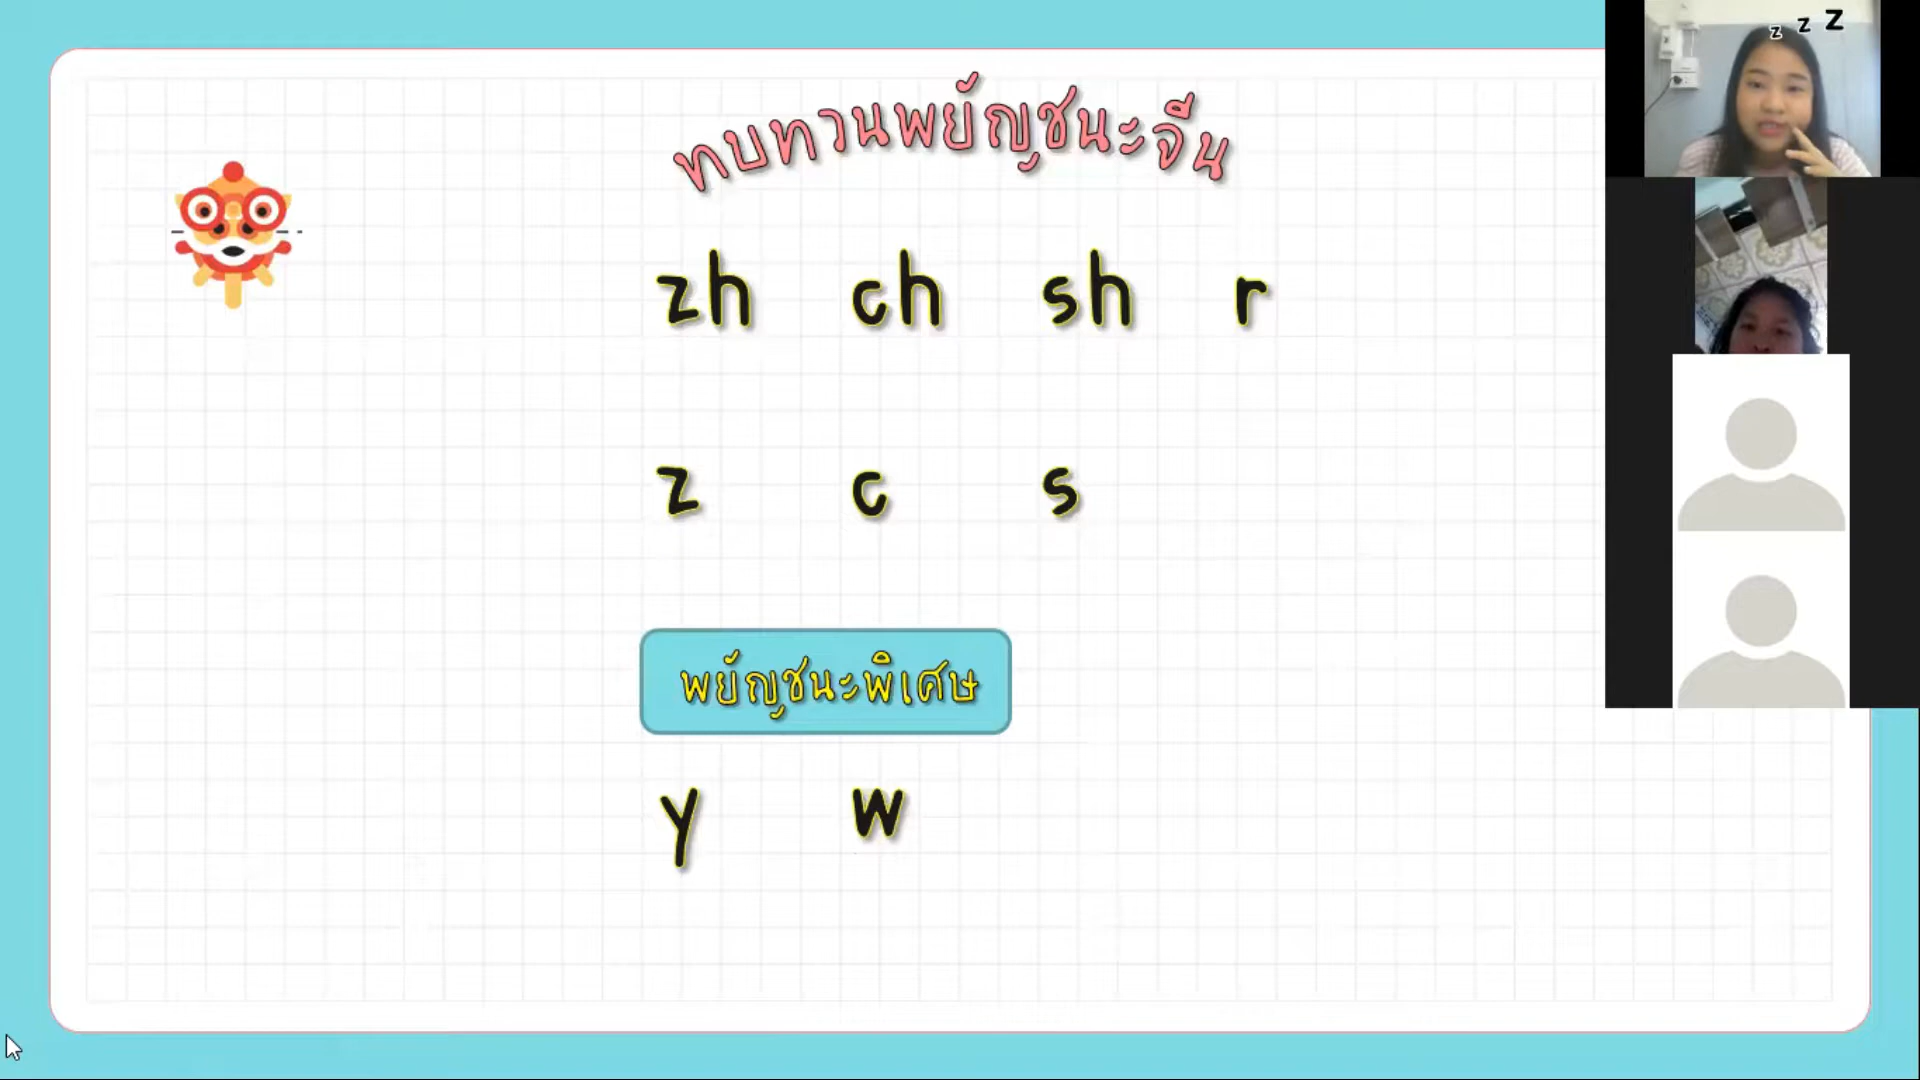 z z Z
ทบทวนพยัญชนะจีน
zh ch sh r
z c s
พยัญชนะพิเศษ
y w